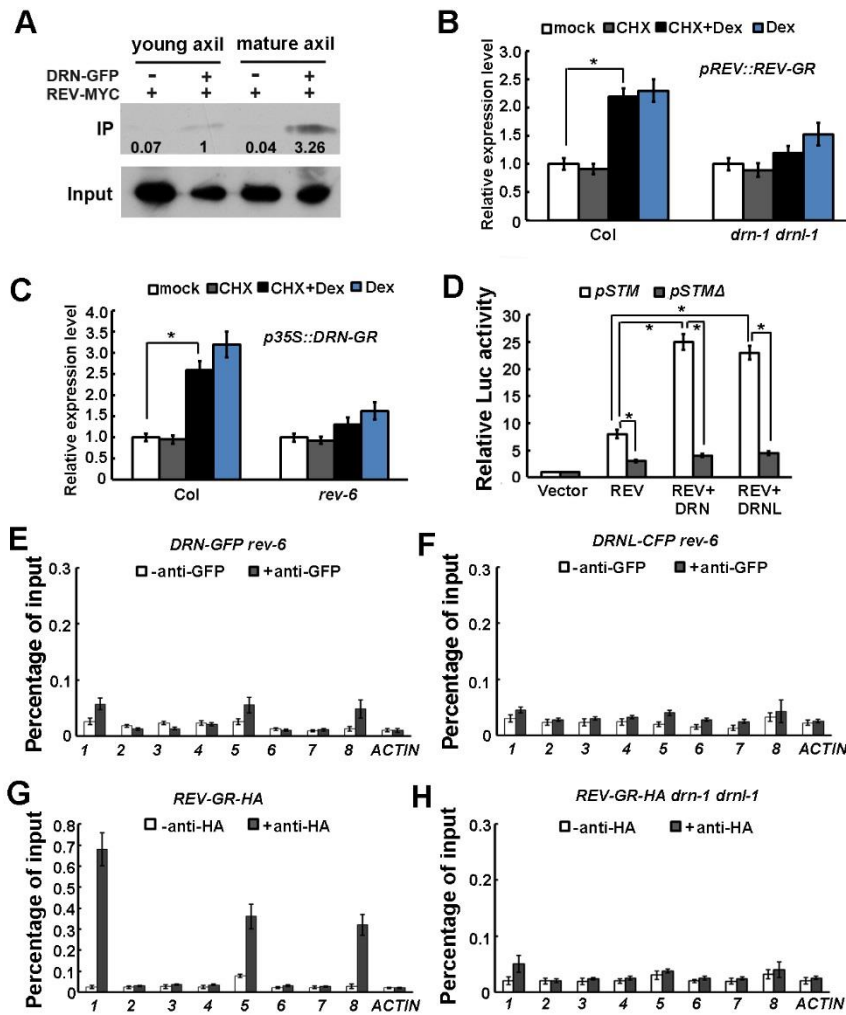 A
young axil mature axil
DRN-GFP - + - +
REV-MYC + + + +
IP
0.07 1 0.04 3.26
Input
B
mock CHX CHX+Dex Dex
Relative expression level
3.0
2.5
2.0
1.5
1.0
0.5
0
*
pREV::REV-GR
Col drn-1 drnl-1
C
mock CHX CHX+Dex Dex
Relative expression level
4.0
3.5
3.0
2.5
2.0
1.5
1.0
0.5
0
*
p35S::DRN-GR
Col rev-6
D
pSTM pSTMΔ
Relative Luc activity
30
25
20
15
10
5
0
* * *
*
Vector REV REV+ REV+
DRN DRNL
E
DRN-GFP rev-6
-anti-GFP +anti-GFP
Percentage of input
0.3
0.2
0.1
0
1 2 3 4 5 6 7 8 ACTIN
F
DRNL-CFP rev-6
-anti-GFP +anti-GFP
Percentage of input
0.3
0.2
0.1
0
1 2 3 4 5 6 7 8 ACTIN
G
REV-GR-HA
-anti-HA +anti-HA
Percentage of input
0.8
0.7
0.6
0.5
0.4
0.3
0.2
0.1
0
1 2 3 4 5 6 7 8 ACTIN
H
REV-GR-HA drn-1 drnl-1
-anti-HA +anti-HA
Percentage of input
0.3
0.2
0.1
0
1 2 3 4 5 6 7 8 ACTIN